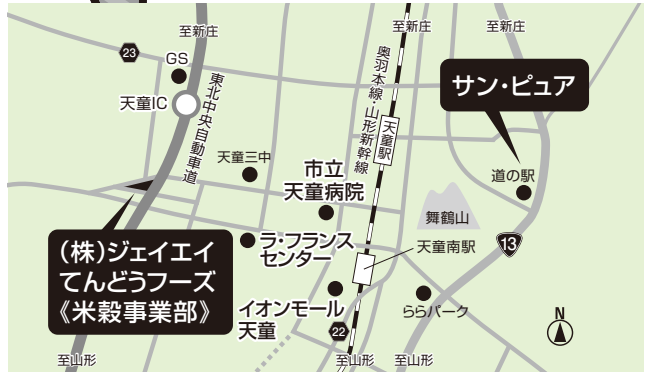 至新庄
至新庄
至新庄
23
GS
天童IC
東北中央自動車道
奥羽本線・山形新幹線
天童駅
サン・ピュア
天童三中
市立
天童病院
道の駅
舞鶴山
(株)ジェイエイ
てんどうフーズ
《米穀事業部》
ラ・フランス
センター
天童南駅
13
イオンモール
天童
22
ららパーク
N
至山形
至山形
至山形